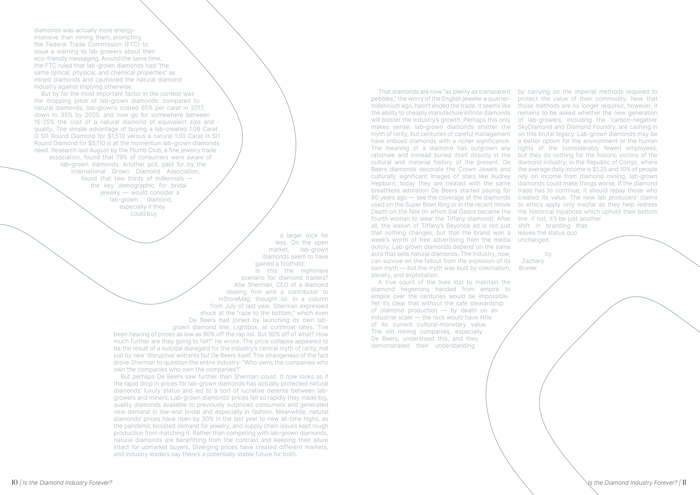 diamonds was actually more energy-
intensive than mining them, prompting
the Federal Trade Commission (FTC) to
issue a warning to lab growers about their
eco-friendly messaging. Around the same time,
the FTC ruled that lab-grown diamonds had "the
same optical, physical, and chemical properties" as
mined diamonds and cautioned the natural diamond
industry against implying otherwise.
But by far the most important factor in the contest was
the dropping price of lab-grown diamonds: compared to
natural diamonds, lab-growns costed 65% per carat in 2017,
down to 35% by 2020, and now go for somewhere between
15-25% the cost of a natural diamond of equivalent size and
quality. The simple advantage of buying a lab-created 1.08 Carat
G SI1 Round Diamond for $1,510 versus a natural 1.00 Carat H SI1
Round Diamond for $5,110 is all the momentum lab-grown diamonds
need. Research last August by the Plumb Club, a fine jewelry trade
association, found that 79% of consumers were aware of
lab-grown diamonds. Another poll, paid for by the
International Grown Diamond Association,
found that two thirds of millennials —
the key demographic for bridal
jewelry — would consider a
lab-grown diamond,
especially if they
could buy
a larger rock for
less. On the open
market, lab-grown
diamonds seem to have
gained a foothold.
Is this the nightmare
scenario for diamond traders?
Abe Sherman, CEO of a diamond
dealing firm and a contributor to
InStoreMag, thought as. In a column
from July of last year, Sherman expressed
shock at the "race to the bottom," which even
De Beers had joined by launching its own lab-
grown diamond line, Lightbox, at cutthroat rates. "I've
been hearing of prices as low as 90% off the rap list. But 90% off of what? How
much further are they going to fall?" he wrote. The price collapse appeared to
be the result of a suicidal disregard for the industry's central myth of rarity, not
just by new 'disruptive' entrants but De Beers itself. The strangeness of the fact
drove Sherman to question the entire industry. "Who owns the companies who
own the companies who own the companies?"
But perhaps De Beers saw further than Sherman could. It now looks as if
the rapid drop in prices for lab-grown diamonds has actually protected natural
diamonds' luxury status and led to a sort of lucrative detente between lab-
growers and miners. Lab-grown diamonds' prices fell so rapidly they made big,
quality diamonds available to previously outpriced consumers and generated
new demand in low-end bridal and especially in fashion. Meanwhile, natural
diamonds' prices have risen by 30% in the last year to new all-time highs, as
the pandemic boosted demand for jewelry, and supply chain issues kept rough
production from matching it. Rather than competing with lab-grown diamonds,
natural diamonds are benefitting from the contrast and keeping their allure
intact for upmarket buyers. Diverging prices have created different markets,
and industry leaders say there's a potentially stable future for both.
10 | Is the Diamond Industry Forever?
That diamonds are now "as plenty as transparent
pebbles," the worry of the English jeweler a quarter-
millennium ago, hasn't ended the trade. It seems like
the ability to cheaply manufacture infinite diamonds
will bolster the industry's growth. Perhaps this only
makes sense: lab-grown diamonds shatter the
myth of rarity, but centuries of careful management
have imbued diamonds with a richer significance.
The meaning of a diamond has outgrown any
rationale and instead buried itself directly in the
cultural and material history of the present. De
Beers diamonds decorate the Crown Jewels and
culturally significant images of stars like Audrey
Hepburn; today they are treated with the same
breathless adoration De Beers started paying for
80 years ago — see the coverage of the diamonds
used on the Super Bowl Ring or in the recent movie
Death on the Nile (in which Gal Gadot became the
fourth woman to wear the Tiffany diamond). After
all, the lesson of Tiffany's Beyoncé ad is not just
that nothing changes, but that the brand won a
week's worth of free advertising from the media
outcry. Lab-grown diamonds depend on the same
aura that sells natural diamonds. The industry, now,
can survive on the fallout from the explosion of its
own myth — but the myth was built by colonialism,
slavery, and exploitation.
A true count of the lives lost to maintain the
diamond hegemony handed from empire to
empire over the centuries would be impossible.
Yet it's clear that without the safe stewardship
of diamond production — by death on an
industrial scale — the rock would have little
of its current cultural-monetary value.
The old mining companies, especially
De Beers, understood this, and they
demonstrated their understanding
by carrying on the imperial methods required to
protect the value of their commodity. Now that
those methods are no longer required, however, it
remains to be asked whether the new generation
of lab-growers, including the 'carbon-negative'
SkyDiamond and Diamond Foundry, are cashing in
on this brutal legacy. Lab-grown diamonds may be
a better option for the environment or the human
rights of the (considerably fewer) employees,
but they do nothing for the historic victims of the
diamond industry; in the Republic of Congo, where
the average daily income is $1.25 and 10% of people
rely on income from diamond mining, lab-grown
diamonds could make things worse. If the diamond
trade has to continue, it should repay those who
created its value. The new lab producers' claims
to ethics apply only insofar as they help redress
the historical injustices which uphold their bottom
line. If not, it'll be just another
shift in branding that
leaves the status quo
unchanged.
by
Zachary
Braner
Is the Diamond Industry Forever? | 11